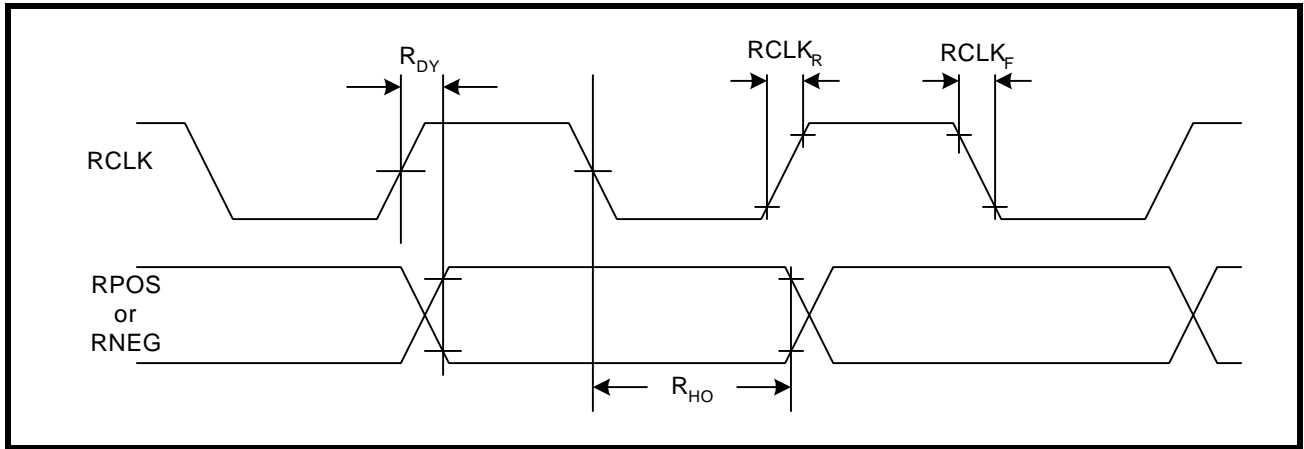 R_DY
RCLK_R
RCLK_F
RCLK
RPOS
or
RNEG
R_HO